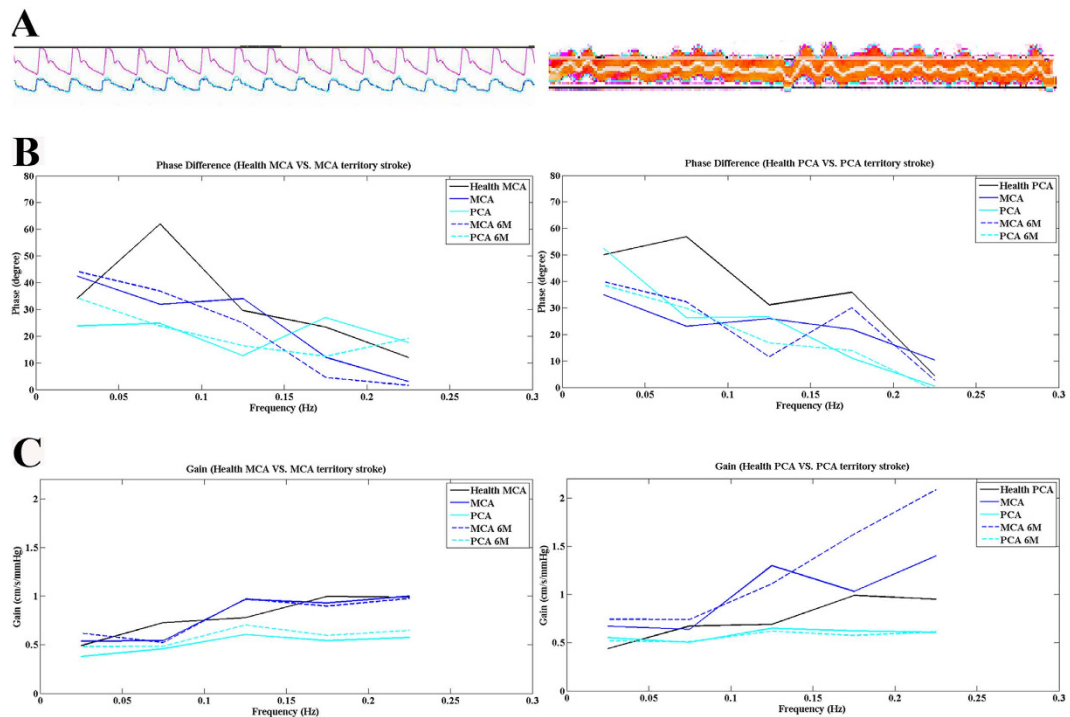 A
B
Phase Difference (Health MCA VS. MCA territory stroke)
80
70
60
50
40
30
20
10
0
Phase (degree)
0 0.05 0.1 0.15 0.2 0.25 0.3
Frequency (Hz)
Health MCA
MCA
PCA
MCA 6M
PCA 6M
Phase Difference (Health PCA VS. PCA territory stroke)
80
70
60
50
40
30
20
10
0
Phase (degree)
0 0.05 0.1 0.15 0.2 0.25 0.3
Frequency (Hz)
Health PCA
MCA
PCA
MCA 6M
PCA 6M
C
Gain (Health MCA VS. MCA territory stroke)
2
1.5
1
0.5
0
Gain (cm/s/mmHg)
0 0.05 0.1 0.15 0.2 0.25 0.3
Frequency (Hz)
Health MCA
MCA
PCA
MCA 6M
PCA 6M
Gain (Health PCA VS. PCA territory stroke)
2
1.5
1
0.5
0
Gain (cm/s/mmHg)
0 0.05 0.1 0.15 0.2 0.25 0.3
Frequency (Hz)
Health PCA
MCA
PCA
MCA 6M
PCA 6M